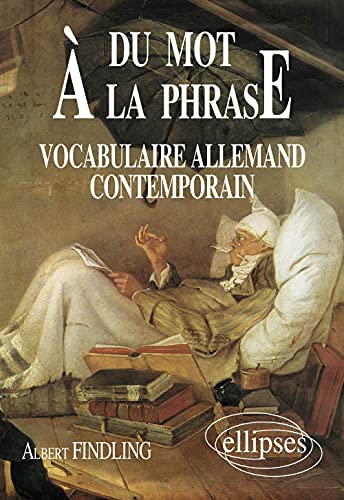 DU MOT
À LA PHRASE
VOCABULAIRE ALLEMAND
CONTEMPORAIN
ALBERT FINDLING
ellipses